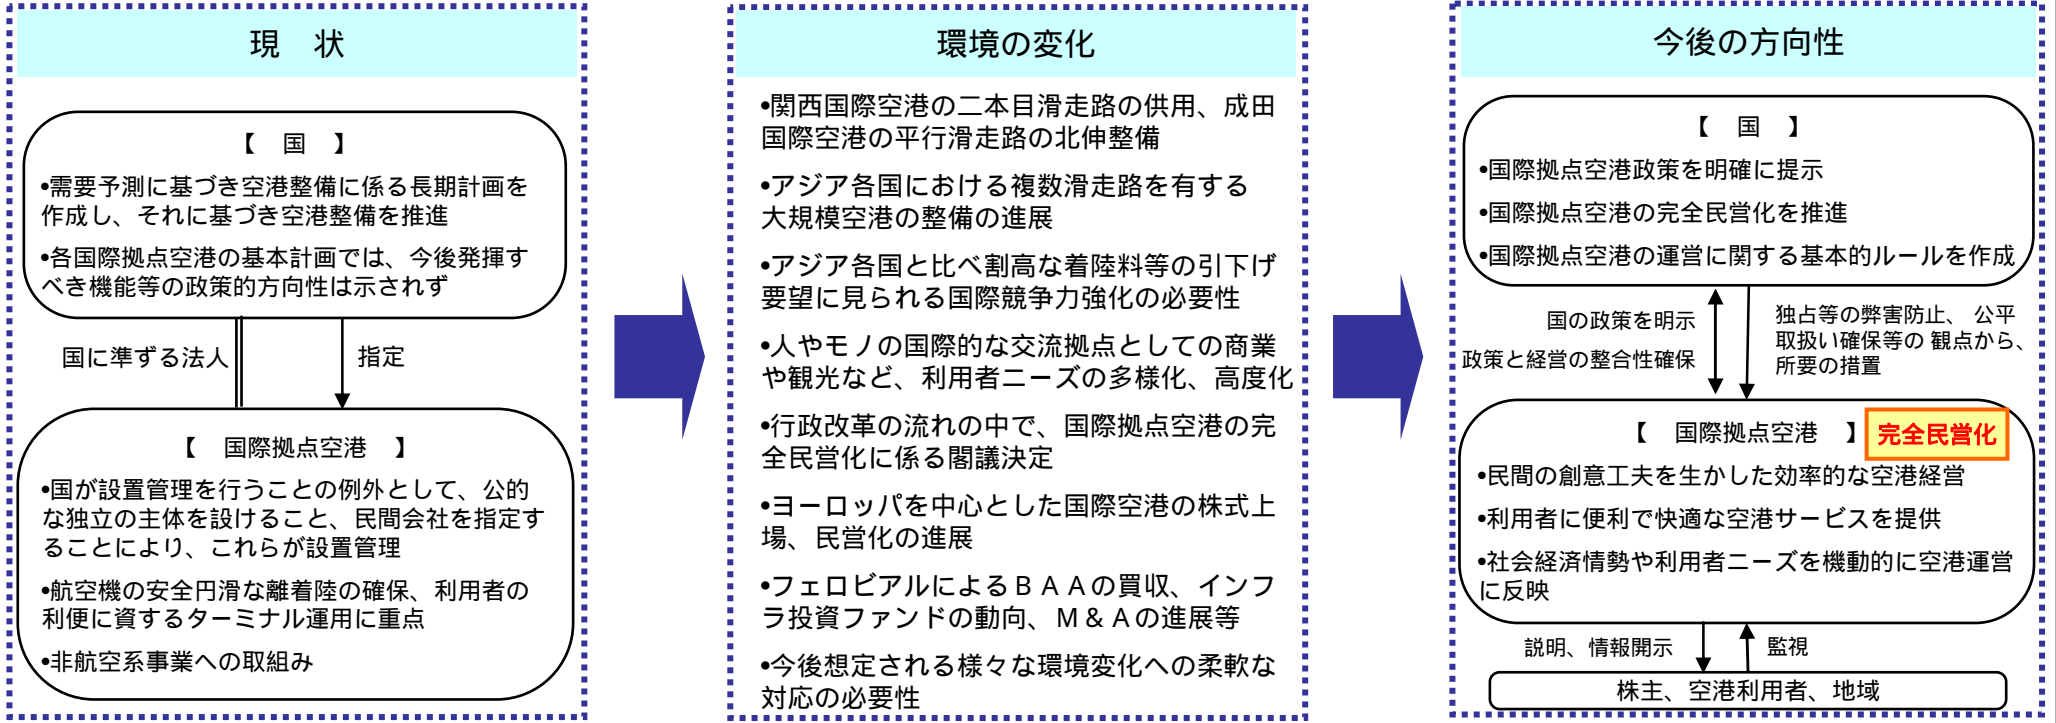 現　状
【　国　】
•需要予測に基づき空港整備に係る長期計画を
作成し、それに基づき空港整備を推進
•各国際拠点空港の基本計画では、今後発揮す
べき機能等の政策的方向性は示されず
国に準ずる法人
指定
【　国際拠点空港　】
•国が設置管理を行うことの例外として、公的
な独立の主体を設けること、民間会社を指定す
ることにより、これらが設置管理
•航空機の安全円滑な離着陸の確保、利用者の
利便に資するターミナル運用に重点
•非航空系事業への取組み
環境の変化
•関西国際空港の二本目滑走路の供用、成田
国際空港の平行滑走路の北伸整備
•アジア各国における複数滑走路を有する
大規模空港の整備の進展
•アジア各国と比べ割高な着陸料等の引下げ
要望に見られる国際競争力強化の必要性
•人やモノの国際的な交流拠点としての商業
や観光など、利用者ニーズの多様化、高度化
•行政改革の流れの中で、国際拠点空港の完
全民営化に係る閣議決定
•ヨーロッパを中心とした国際空港の株式上
場、民営化の進展
•フェロビアルによるＢＡＡの買収、インフ
ラ投資ファンドの動向、Ｍ＆Ａの進展等
•今後想定される様々な環境変化への柔軟な
対応の必要性
今後の方向性
【　国　】
•国際拠点空港政策を明確に提示
•国際拠点空港の完全民営化を推進
•国際拠点空港の運営に関する基本的ルールを作成
国の政策を明示
政策と経営の整合性確保
独占等の弊害防止、 公平
取扱い確保等の 観点から、
所要の措置
【　国際拠点空港　】
完全民営化
•民間の創意工夫を生かした効率的な空港経営
•利用者に便利で快適な空港サービスを提供
•社会経済情勢や利用者ニーズを機動的に空港運営
に反映
説明、情報開示
監視
株主、空港利用者、地域